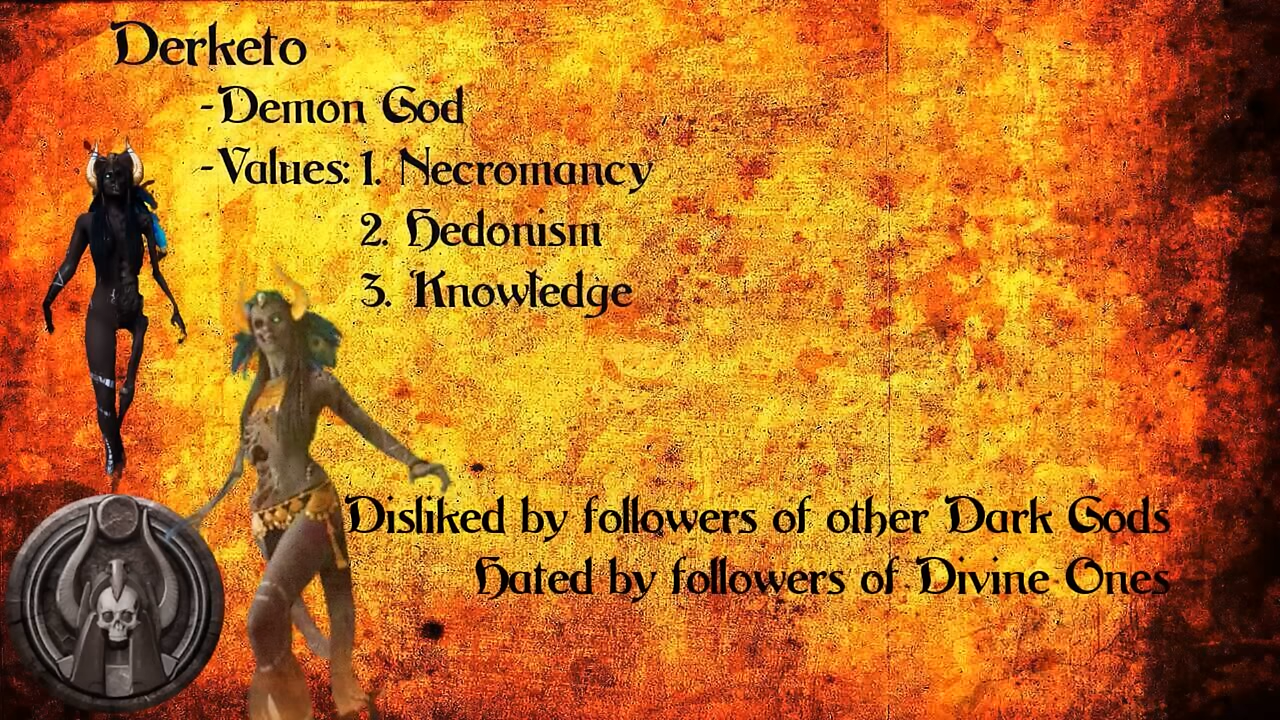 Derketo
-Demon God
-Values: 1. Necromancy
2. Hedonism
3. Knowledge
Disliked by followers of other Dark Gods
Hated by followers of Divine Ones